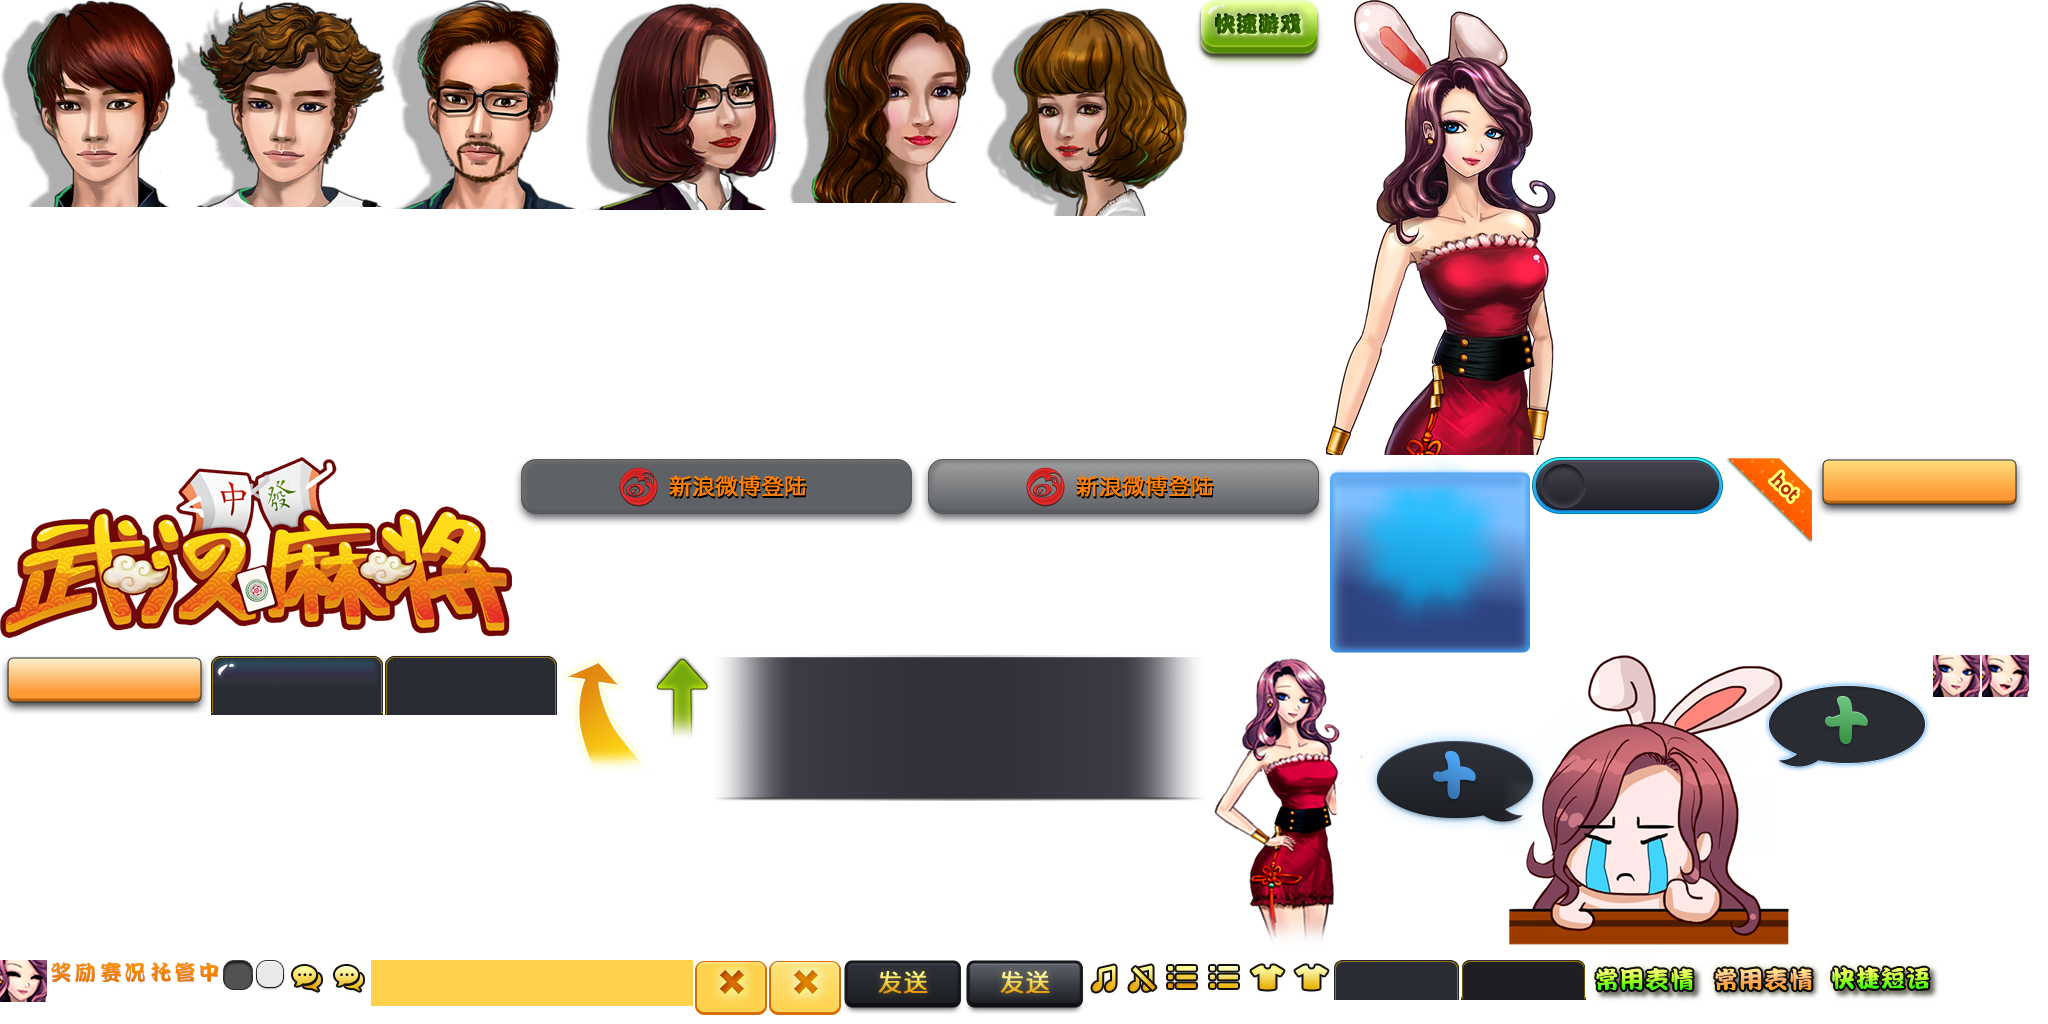 快速游戏
中 發
武汉麻将
新浪微博登陆
新浪微博登陆
hot
奖励 赛况 托管中
发送
发送
常用表情
常用表情
快捷短语